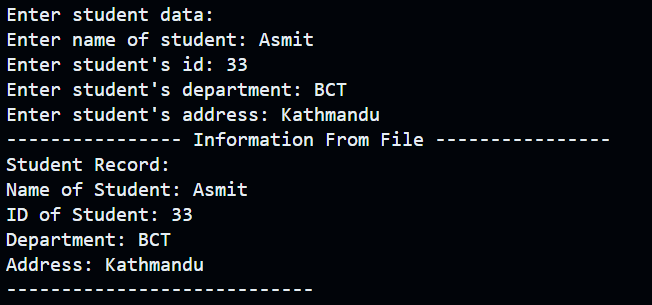 Enter student data:
Enter name of student: Asmit
Enter student's id: 33
Enter student's department: BCT
Enter student's address: Kathmandu
---------------- Information From File ----------------
Student Record:
Name of Student: Asmit
ID of Student: 33
Department: BCT
Address: Kathmandu
----------------------------